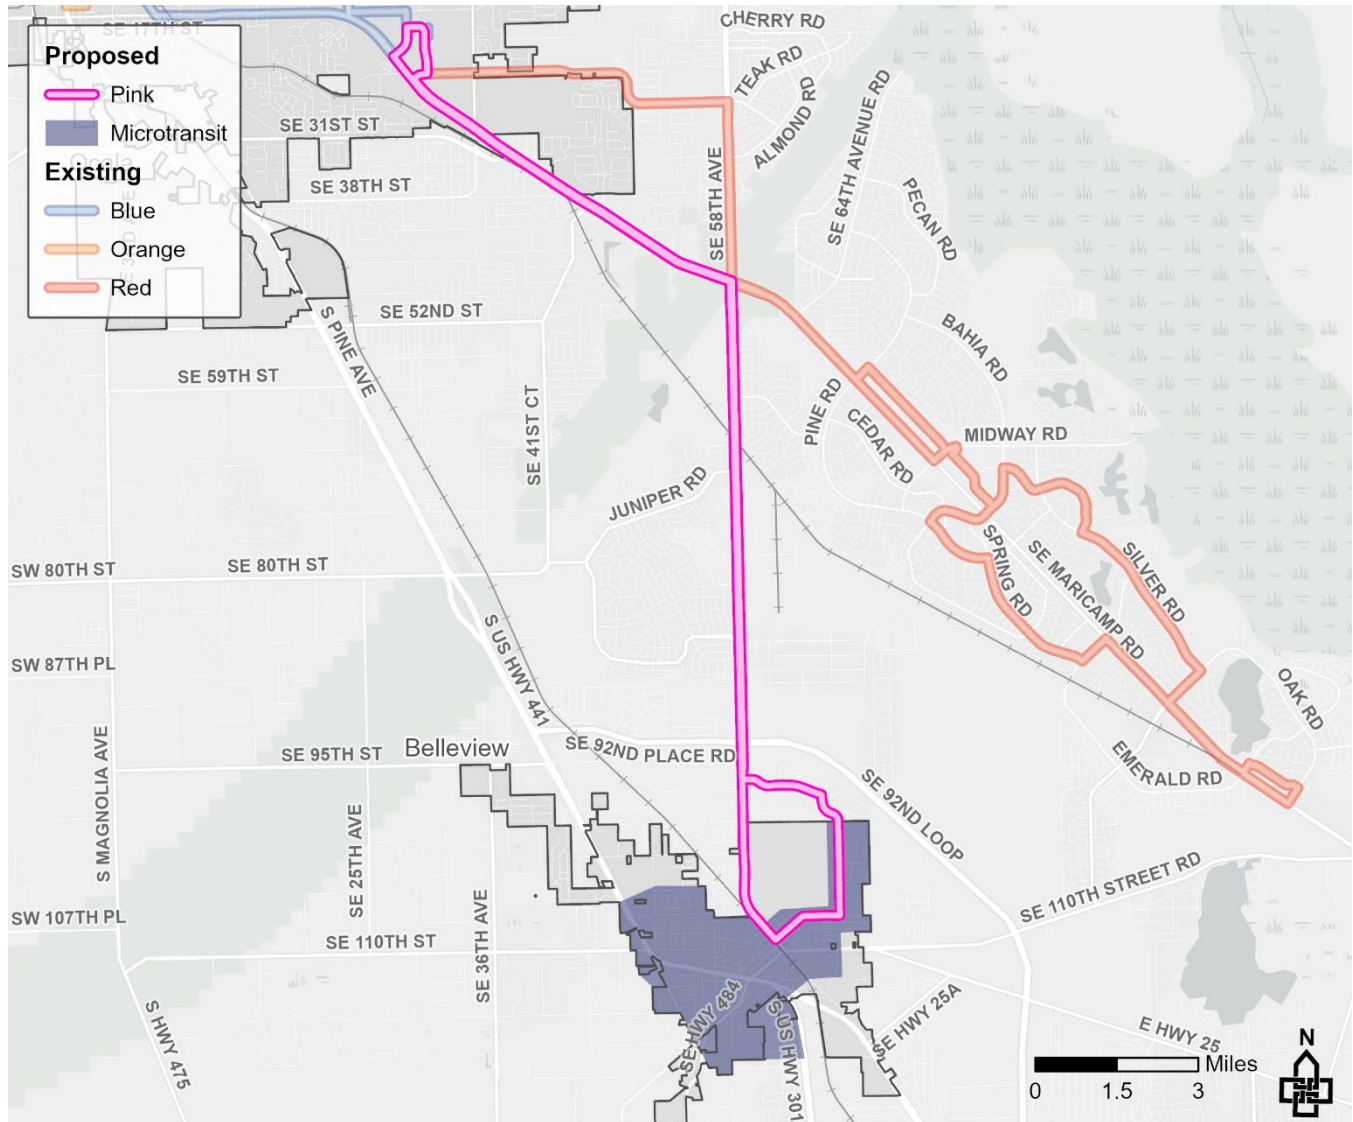 SE 17TH ST
CHERRY RD
Proposed
Pink
Microtransit
Existing
Blue
Orange
Red
Ocala
TEAK RD
ALMOND RD
SE 31ST ST
SE 38TH ST
SE 64TH AVENUE RD
SE 58TH AVE
PECAN RD
SE 52ND ST
S PINE AVE
BAHIA RD
SE 59TH ST
SE 41ST CT
PINE RD
CEDAR RD
MIDWAY RD
JUNIPER RD
SW 80TH ST
SE 80TH ST
SPRING RD
SE MARICAMP RD
SILVER RD
SW 87TH PL
S US HWY 441
OAK RD
S MAGNOLIA AVE
SE 95TH ST
Belleview
SE 92ND PLACE RD
EMERALD RD
SE 92ND LOOP
SE 25TH AVE
SE 36TH AVE
SE 110TH STREET RD
SW 107TH PL
SE 110TH ST
S HWY 475
SE HWY 484
S US HWY 301
SE HWY 25A
E HWY 25
N
Miles
0 1.5 3